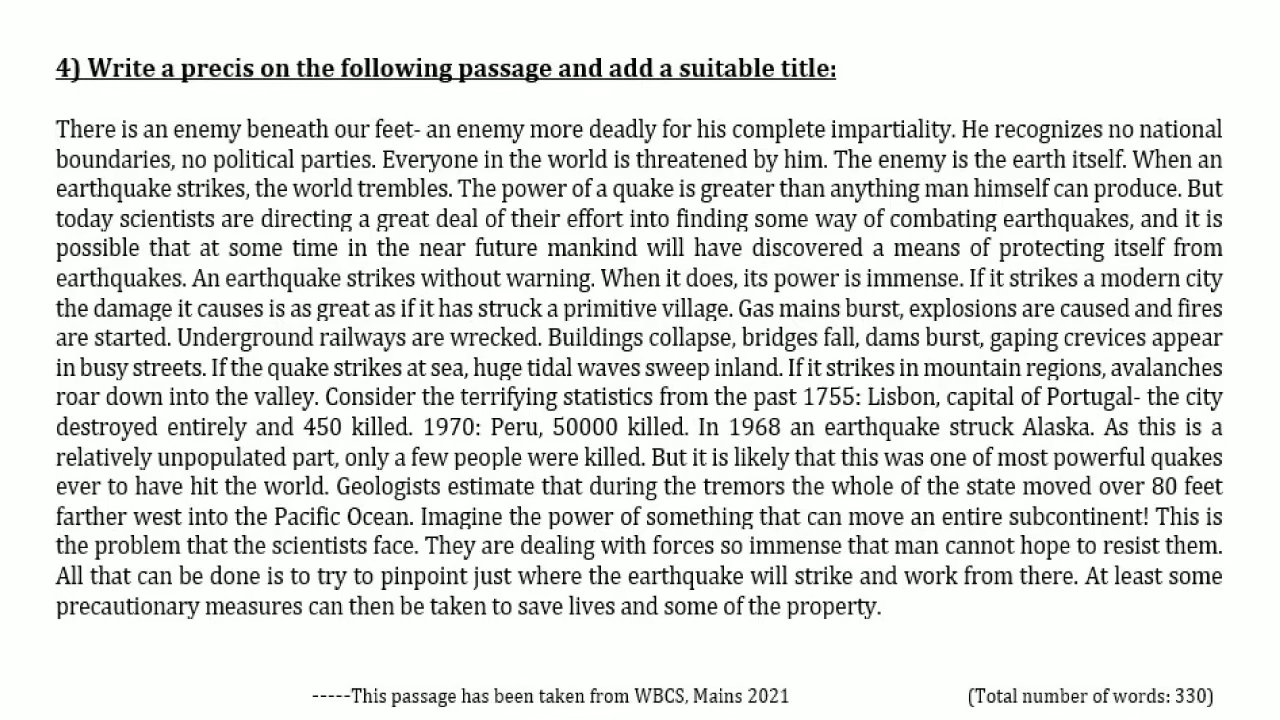 4) Write a precis on the following passage and add a suitable title:
There is an enemy beneath our feet- an enemy more deadly for his complete impartiality. He recognizes no national
boundaries, no political parties. Everyone in the world is threatened by him. The enemy is the earth itself. When an
earthquake strikes, the world trembles. The power of a quake is greater than anything man himself can produce. But
today scientists are directing a great deal of their effort into finding some way of combating earthquakes, and it is
possible that at some time in the near future mankind will have discovered a means of protecting itself from
earthquakes. An earthquake strikes without warning. When it does, its power is immense. If it strikes a modern city
the damage it causes is as great as if it has struck a primitive village. Gas mains burst, explosions are caused and fires
are started. Underground railways are wrecked. Buildings collapse, bridges fall, dams burst, gaping crevices appear
in busy streets. If the quake strikes at sea, huge tidal waves sweep inland. If it strikes in mountain regions, avalanches
roar down into the valley. Consider the terrifying statistics from the past 1755: Lisbon, capital of Portugal- the city
destroyed entirely and 450 killed. 1970: Peru, 50000 killed. In 1968 an earthquake struck Alaska. As this is a
relatively unpopulated part, only a few people were killed. But it is likely that this was one of most powerful quakes
ever to have hit the world. Geologists estimate that during the tremors the whole of the state moved over 80 feet
farther west into the Pacific Ocean. Imagine the power of something that can move an entire subcontinent! This is
the problem that the scientists face. They are dealing with forces so immense that man cannot hope to resist them.
All that can be done is to try to pinpoint just where the earthquake will strike and work from there. At least some
precautionary measures can then be taken to save lives and some of the property.
-----This passage has been taken from WBCS, Mains 2021 (Total number of words: 330)